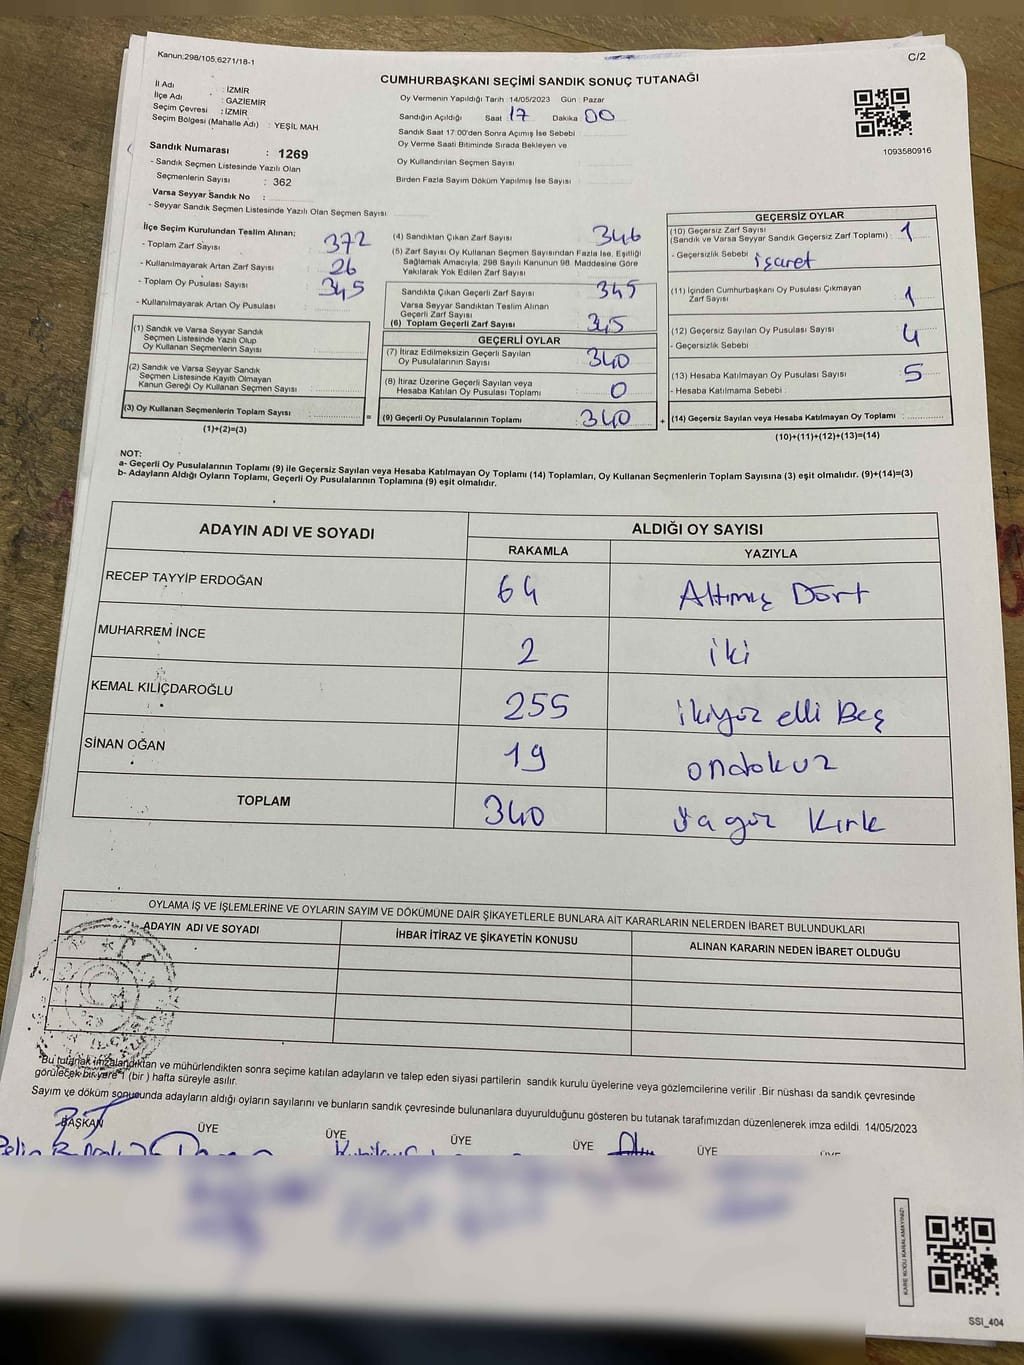 Kanun:298/105,6271/18-1
C/2
CUMHURBAŞKANI SEÇİMİ SANDIK SONUÇ TUTANAĞI
İl Adı : İZMİR
İlçe Adı : GAZİEMİR
Seçim Çevresi : İZMİR
Seçim Bölgesi (Mahalle Adı) : YEŞİL MAH
Sandık Numarası : 1269
- Sandık Seçmen Listesinde Yazılı Olan
Seçmenlerin Sayısı : 362
Varsa Seyyar Sandık No :
- Seyyar Sandık Seçmen Listesinde Yazılı Olan Seçmen Sayısı
Oy Vermenin Yapıldığı Tarih : 14/05/2023 Gün : Pazar
Sandığın Açıldığı Saat 17 Dakika 00
Sandık Saat 17:00'den Sonra Açmış İse Sebebi
Oy Verme Saati Bitiminde Sırada Bekleyen ve
Oy Kullandırılan Seçmen Sayısı
Birden Fazla Sayım Döküm Yapılmış İse Sayısı
1093580916
İlçe Seçim Kurulundan Teslim Alınan;
- Toplam Zarf Sayısı 372
- Kullanılmayarak Artan Zarf Sayısı 26
- Toplam Oy Pusulası Sayısı 345
- Kullanılmayarak Artan Oy Pusulası
(1) Sandık ve Varsa Seyyar Sandık
Seçmen Listesinde Yazılı Olup
Oy Kullanan Seçmenlerin Sayısı
(2) Sandık ve Varsa Seyyar Sandık
Seçmen Listesinde Kayıtlı Olmayan
Kanun Gereği Oy Kullanan Seçmen Sayısı
(3) Oy Kullanan Seçmenlerin Toplam Sayısı =
(1)+(2)=(3)
(4) Sandıktan Çıkan Zarf Sayısı 346
(5) Zarf Sayısı Oy Kullanan Seçmen Sayısından Fazla İse, Eşitliği
Sağlamak Amacıyla, 298 Sayılı Kanunun 98. Maddesine Göre
Yakılarak Yok Edilen Zarf Sayısı
Sandıkta Çıkan Geçerli Zarf Sayısı 345
Varsa Seyyar Sandıktan Teslim Alınan
Geçerli Zarf Sayısı
(6) Toplam Geçerli Zarf Sayısı 345
GEÇERLİ OYLAR
(7) İtiraz Edilmeksizin Geçerli Sayılan
Oy Pusulalarının Sayısı 340
(8) İtiraz Üzerine Geçerli Sayılan veya
Hesaba Katılan Oy Pusulası Toplamı 0
(9) Geçerli Oy Pusulalarının Toplamı : 340 +
GEÇERSİZ OYLAR
(10) Geçersiz Zarf Sayısı
(Sandık ve Varsa Seyyar Sandık Geçersiz Zarf Toplamı) : 1
- Geçersizlik Sebebi işaret
(11) İçinden Cumhurbaşkanı Oy Pusulası Çıkmayan
Zarf Sayısı 1
(12) Geçersiz Sayılan Oy Pusulası Sayısı 4
- Geçersizlik Sebebi
(13) Hesaba Katılmayan Oy Pusulası Sayısı 5
- Hesaba Katılmama Sebebi :
(14) Geçersiz Sayılan veya Hesaba Katılmayan Oy Toplamı :
(10)+(11)+(12)+(13)=(14)
NOT:
a- Geçerli Oy Pusulalarının Toplamı (9) ile Geçersiz Sayılan veya Hesaba Katılmayan Oy Toplamı (14) Toplamları, Oy Kullanan Seçmenlerin Toplam Sayısına (3) eşit olmalıdır. (9)+(14)=(3)
b- Adayların Aldığı Oyların Toplamı, Geçerli Oy Pusulalarının Toplamına (9) eşit olmalıdır.
ADAYIN ADI VE SOYADI
ALDIĞI OY SAYISI
RAKAMLA YAZIYLA
RECEP TAYYİP ERDOĞAN 64 Altmış Dört
MUHARREM İNCE 2 iki
KEMAL KILIÇDAROĞLU 255 ikiyüz elli Beş
SİNAN OĞAN 19 ondokuz
TOPLAM 340 Kırk
OYLAMA İŞ VE İŞLEMLERİNE VE OYLARIN SAYIM VE DÖKÜMÜNE DAİR ŞİKAYETLERLE BUNLARA AİT KARARLARIN NELERDEN İBARET BULUNDUKLARI
ADAYIN ADI VE SOYADI İHBAR İTİRAZ VE ŞİKAYETİN KONUSU ALINAN KARARIN NEDEN İBARET OLDUĞU
Bu tutanak imzalandıktan ve mühürlendikten sonra seçime katılan adayların ve talep eden siyasi partilerin sandık kurulu üyelerine veya gözlemcilerine verilir .Bir nüshası da sandık çevresinde
görülecek bir yere 1 (bir ) hafta süreyle asılır.
Sayım ve döküm sonucunda adayların aldığı oyların sayılarını ve bunların sandık çevresinde bulunanlara duyurulduğunu gösteren bu tutanak tarafımızdan düzenlenerek imza edildi. 14/05/2023
BAŞKAN ÜYE ÜYE ÜYE ÜYE ÜYE
KARE KODU KARALAMAYINIZ!
SSI_404